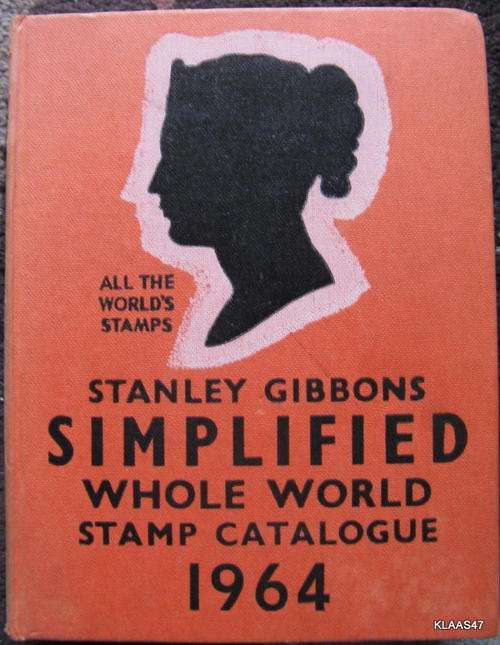 ALL THE
WORLD'S
STAMPS
STANLEY GIBBONS
SIMPLIFIED
WHOLE WORLD
STAMP CATALOGUE
1964
KLAAS47